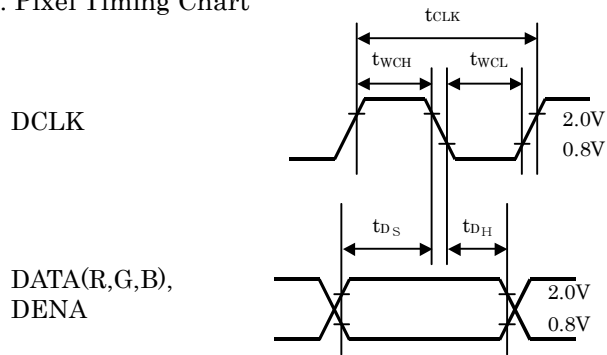 . Pixel Timing Chart
tCLK
tWCH
tWCL
DCLK
2.0V
0.8V
tDS
tDH
DATA(R,G,B),
DENA
2.0V
0.8V